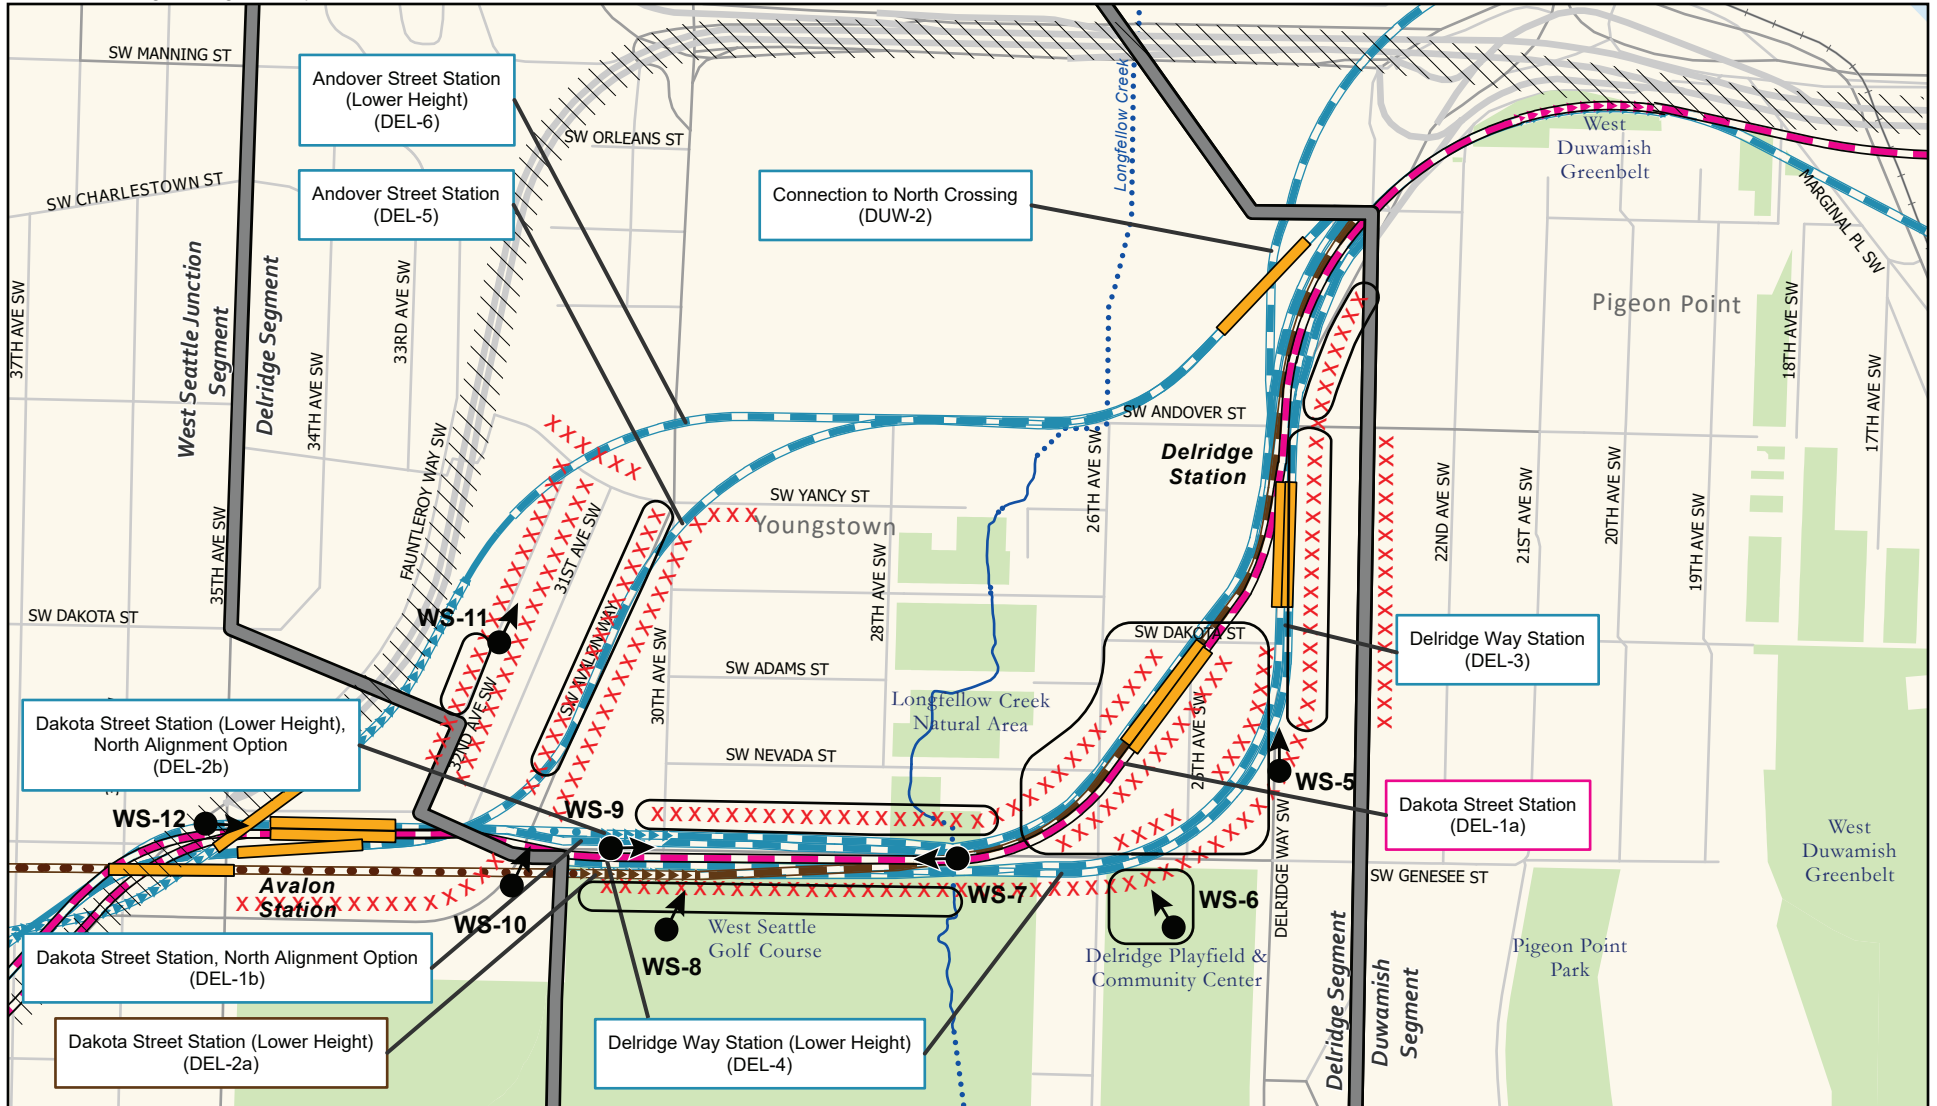 SW MANNING ST
Andover Street Station
(Lower Height)
(DEL-6)
SW ORLEANS ST
Longfellow Creek
West
Duwamish
Greenbelt
SW CHARLESTOWN ST
Andover Street Station
(DEL-5)
Connection to North Crossing
(DUW-2)
MARGINAL PL SW
West Seattle Junction
Segment
Delridge Segment
37TH AVE SW
33RD AVE SW
34TH AVE SW
Pigeon Point
18TH AVE SW
17TH AVE SW
SW ANDOVER ST
Delridge
Station
FAUNTLEROY WAY SW
SW YANCY ST
Youngstown
26TH AVE SW
22ND AVE SW
21ST AVE SW
20TH AVE SW
19TH AVE SW
35TH AVE SW
31ST AVE SW
28TH AVE SW
SW DAKOTA ST
WS-11
SW AVALON WAY
30TH AVE SW
SW DAKOTA ST
Delridge Way Station
(DEL-3)
SW ADAMS ST
32ND AVE SW
Longfellow Creek
Natural Area
25TH AVE SW
Dakota Street Station (Lower Height),
North Alignment Option
(DEL-2b)
SW NEVADA ST
WS-5
Dakota Street Station
(DEL-1a)
WS-12
WS-9
DELRIDGE WAY SW
West
Duwamish
Greenbelt
Avalon
Station
WS-10
WS-7
WS-6
SW GENESEE ST
West Seattle
Golf Course
WS-8
Delridge Playfield &
Community Center
Pigeon Point
Park
Dakota Street Station, North Alignment Option
(DEL-1b)
Delridge Segment
Duwamish
Segment
Dakota Street Station (Lower Height)
(DEL-2a)
Delridge Way Station (Lower Height)
(DEL-4)